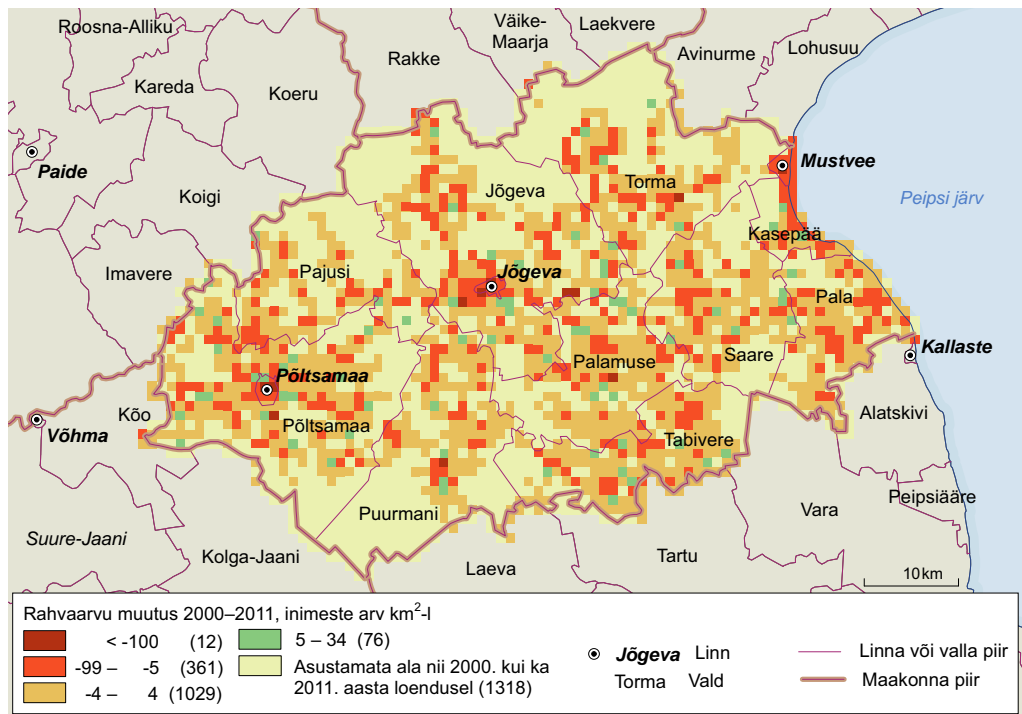 Roosna-Alliku
Väike-
Maarja
Laekvere
Lohusuu
Avinurme
Rakke
Kareda
Koeru
Paide
Mustvee
Koigi
Jõgeva
Torma
Peipsi järv
Kasepää
Imavere
Pajusi
Jõgeva
Pala
Kallaste
Saare
Palamuse
Põltsamaa
Kõo
Põltsamaa
Alatskivi
Võhma
Tabivere
Peipsiääre
Vara
Puurmani
Suure-Jaani
Kolga-Jaani
Laeva
Tartu
10 km
Rahvaarvu muutus 2000–2011, inimeste arv km²-l
< -100 (12)
-99 – -5 (361)
-4 – 4 (1029)
5 – 34 (76)
Asustamata ala nii 2000. kui ka
2011. aasta loendusel (1318)
Jõgeva Linn
Torma Vald
Linna või valla piir
Maakonna piir